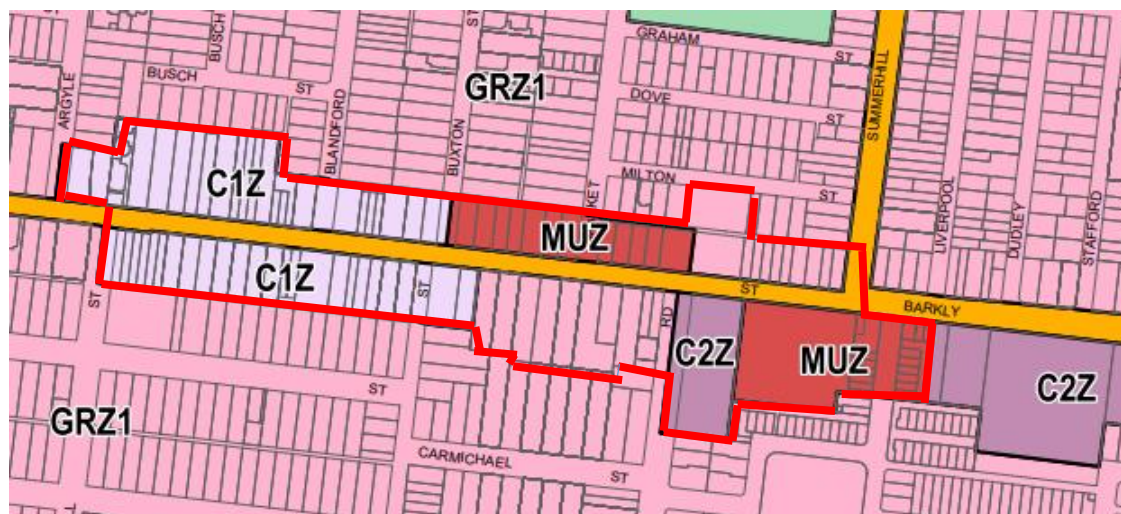 BUSCH
ST
GRAHAM
ST
GRZ1
BUSCH
ST
DOVE
ST
ARGYLE
BLANDFORD
BUXTON
SUMMERHILL
MILTON
ST
C1Z
KET
MUZ
LIVERPOOL
DUDLEY
STAFFORD
C1Z
ST
ST
ST
BARKLY
RD
C2Z
MUZ
C2Z
ST
GRZ1
CARMICHAEL
ST